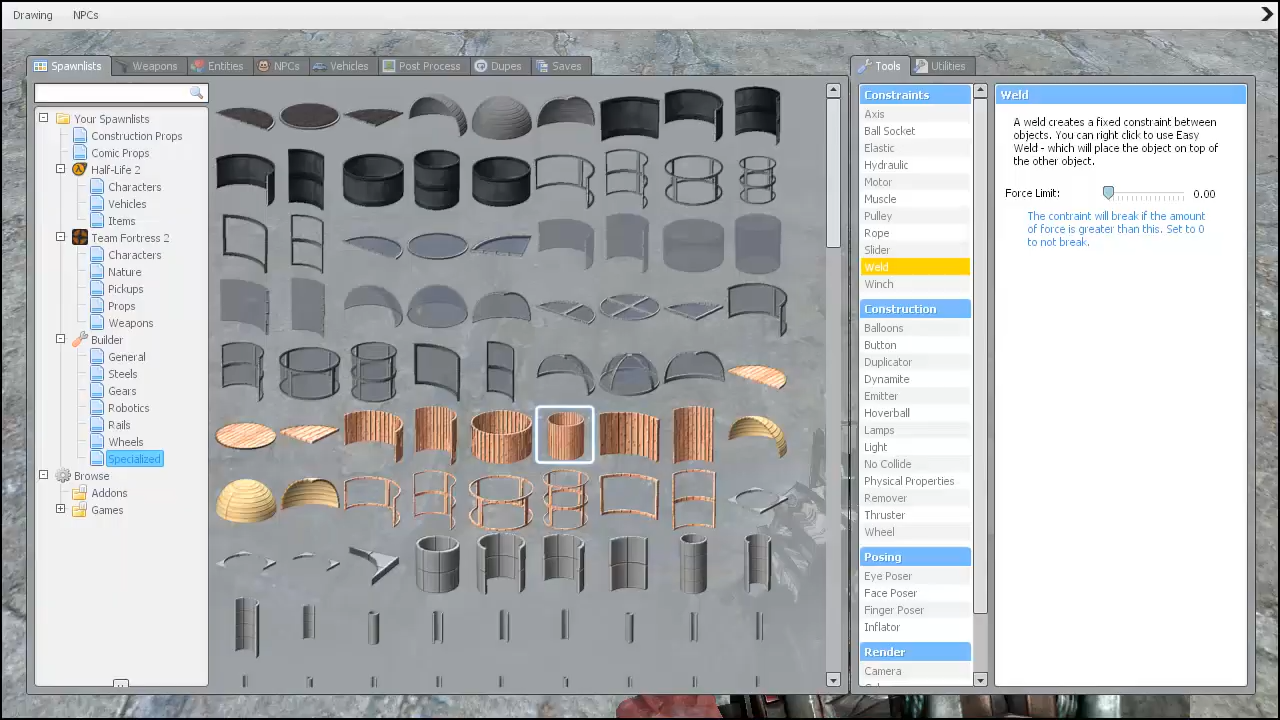 Drawing NPCs
Spawnlists Weapons Entities NPCs Vehicles Post Process Dupes Saves
Your Spawnlists
Construction Props
Comic Props
Half-Life 2
Characters
Vehicles
Items
Team Fortress 2
Characters
Nature
Pickups
Props
Weapons
Builder
General
Steels
Gears
Robotics
Rails
Wheels
Specialized
Browse
Addons
Games
Tools Utilities
Constraints
Axis
Ball Socket
Elastic
Hydraulic
Motor
Muscle
Pulley
Rope
Slider
Weld
Winch
Construction
Balloons
Button
Duplicator
Dynamite
Emitter
Hoverball
Lamps
Light
No Collide
Physical Properties
Remover
Thruster
Wheel
Posing
Eye Poser
Face Poser
Finger Poser
Inflator
Render
Camera
Weld
A weld creates a fixed constraint between
objects. You can right click to use Easy
Weld - which will place the object on top of
the other object.
Force Limit: 0.00
The contraint will break if the amount
of force is greater than this. Set to 0
to not break.